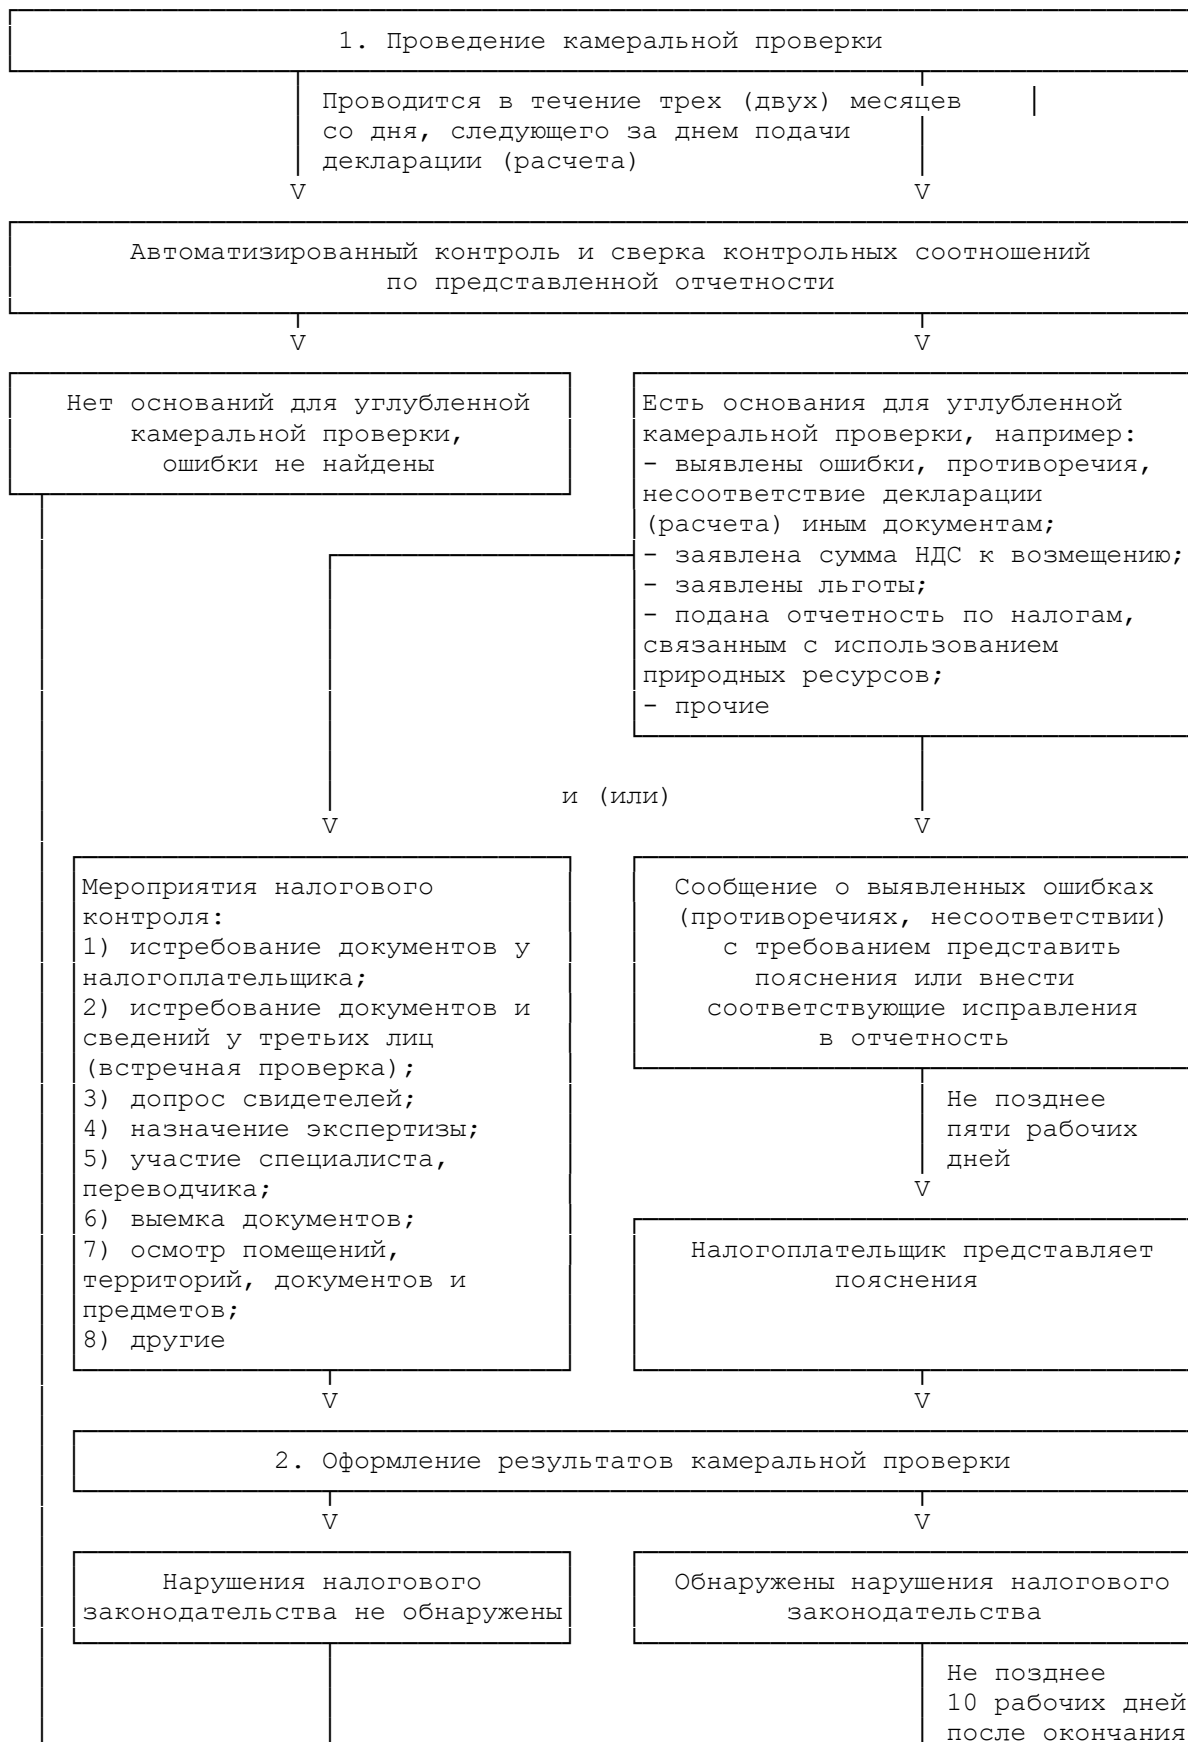 1. Проведение камеральной проверки
Проводится в течение трех (двух) месяцев
со дня, следующего за днем подачи
декларации (расчета)
V V
Автоматизированный контроль и сверка контрольных соотношений
по представленной отчетности
V V
Нет оснований для углубленной
камеральной проверки,
ошибки не найдены
Есть основания для углубленной
камеральной проверки, например:
- выявлены ошибки, противоречия,
несоответствие декларации
(расчета) иным документам;
- заявлена сумма НДС к возмещению;
- заявлены льготы;
- подана отчетность по налогам,
связанным с использованием
природных ресурсов;
- прочие
и (или)
V V
Мероприятия налогового
контроля:
1) истребование документов у
налогоплательщика;
2) истребование документов и
сведений у третьих лиц
(встречная проверка);
3) допрос свидетелей;
4) назначение экспертизы;
5) участие специалиста,
переводчика;
6) выемка документов;
7) осмотр помещений,
территорий, документов и
предметов;
8) другие
Сообщение о выявленных ошибках
(противоречиях, несоответствии)
с требованием представить
пояснения или внести
соответствующие исправления
в отчетность
Не позднее
пяти рабочих
дней
V
Налогоплательщик представляет
пояснения
V V
2. Оформление результатов камеральной проверки
V V
Нарушения налогового
законодательства не обнаружены
Обнаружены нарушения налогового
законодательства
Не позднее
10 рабочих дней
после окончания